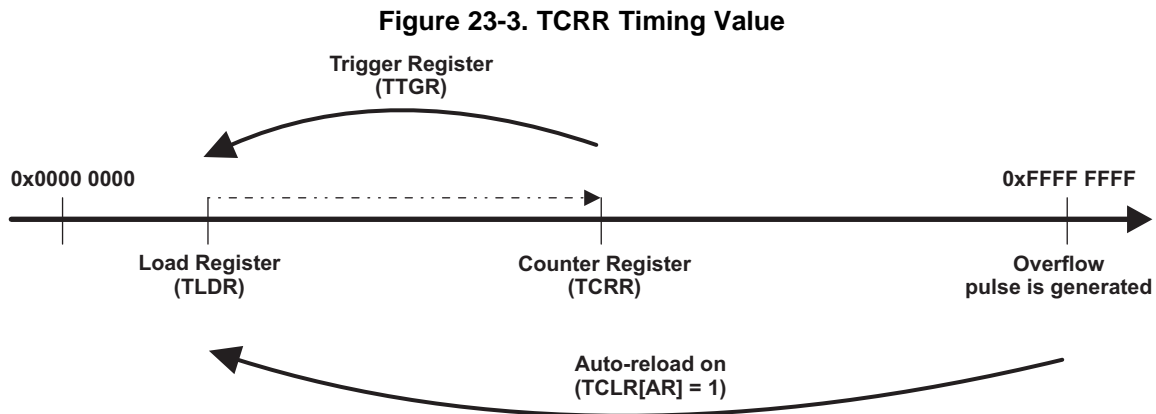 Figure 23-3. TCRR Timing Value
Trigger Register
(TTGR)
0x0000 0000
0xFFFF FFFF
Load Register
(TLDR)
Counter Register
(TCRR)
Overflow
pulse is generated
Auto-reload on
(TCLR[AR] = 1)